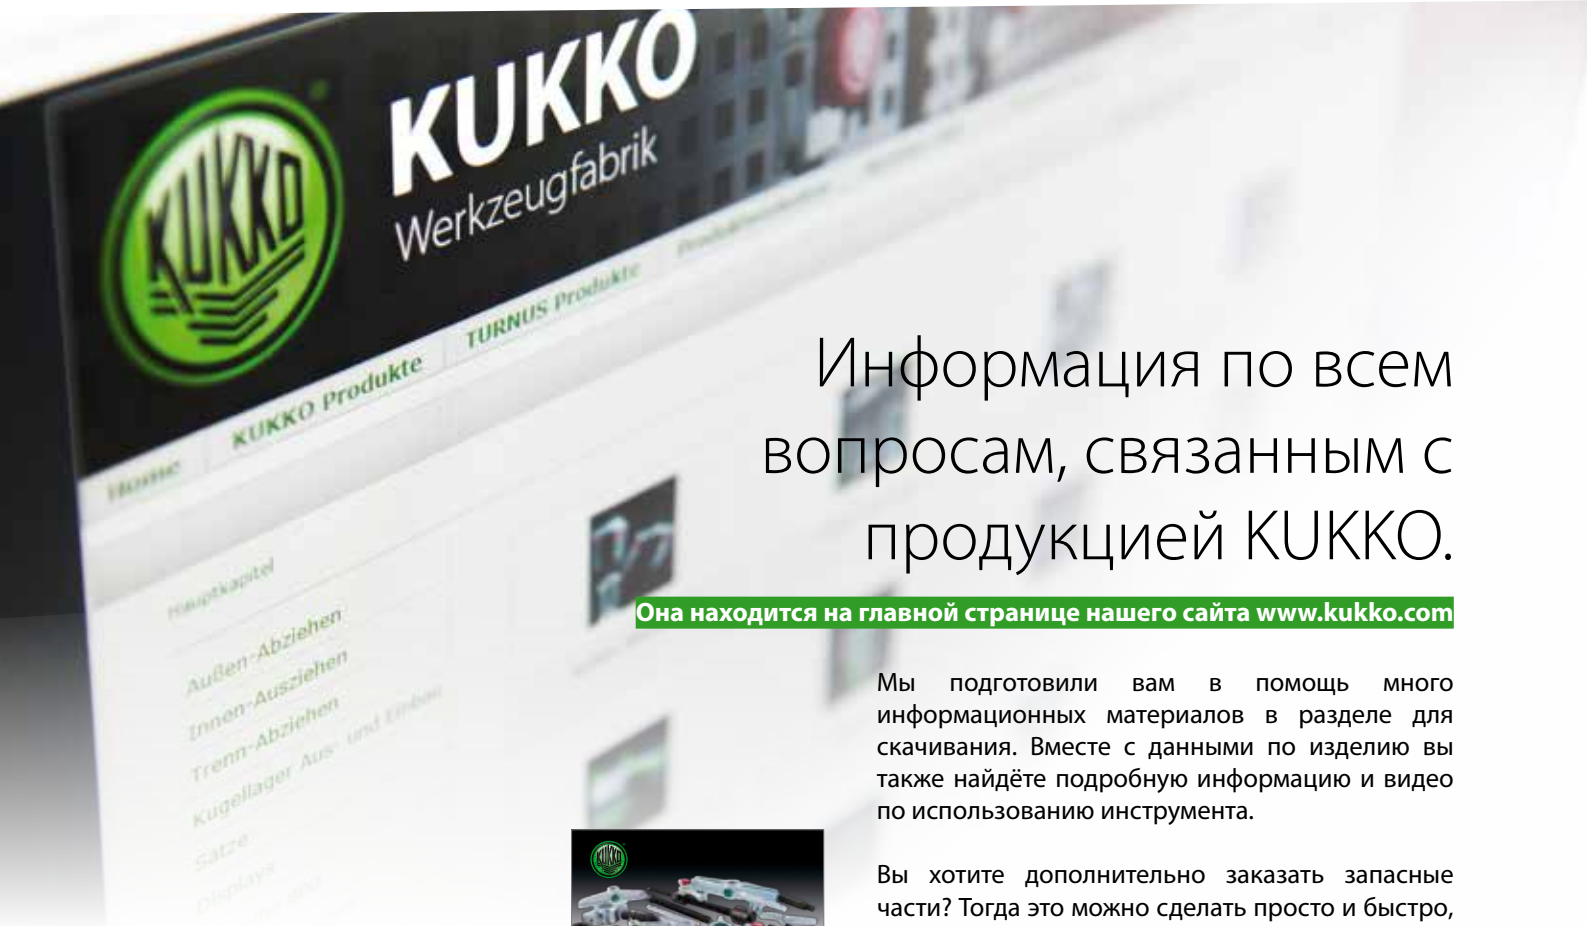 KUKKO
KUKKO
Werkzeugfabrik
Home
KUKKO Produkte
TURNUS Produkte
Hauptkapitel
Außen-Abziehen
Innen-Ausziehen
Trenn-Abziehen
Kugellager Aus- und Einbau
Sätze
Displays
Информация по всем
вопросам, связанным с
продукцией KUKKO.
Она находится на главной странице нашего сайта www.kukko.com
Мы подготовили вам в помощь много
информационных материалов в разделе для
скачивания. Вместе с данными по изделию вы
также найдёте подробную информацию и видео
по использованию инструмента.
Вы хотите дополнительно заказать запасные
части? Тогда это можно сделать просто и быстро,
KUKKO